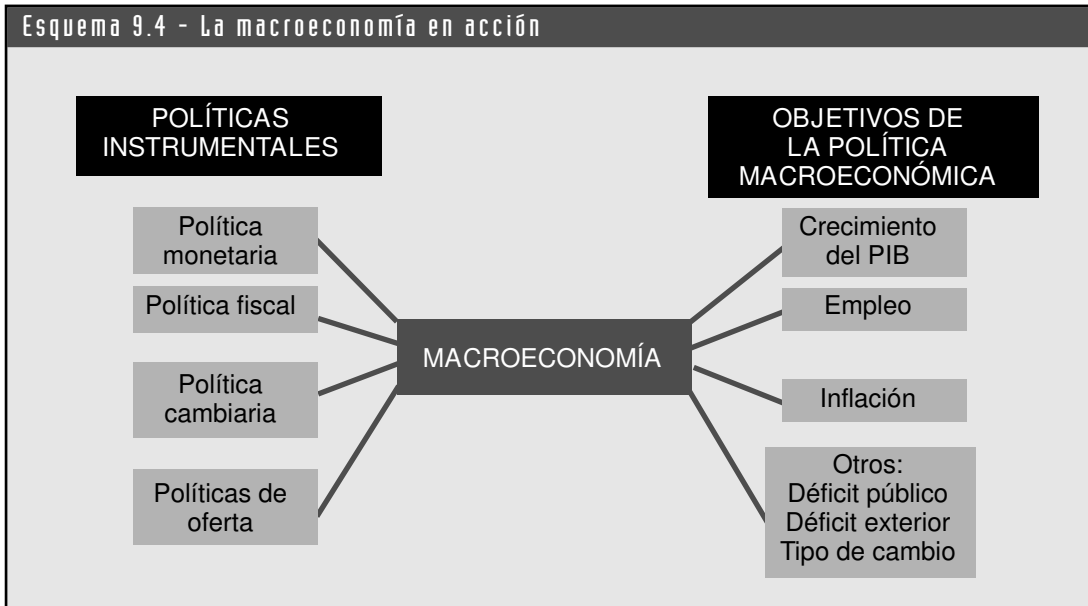 Esquema 9.4 - La macroeconomía en acción
POLÍTICAS
INSTRUMENTALES
Política
monetaria
Política fiscal
Política
cambiaria
Políticas de
oferta
MACROECONOMÍA
OBJETIVOS DE
LA POLÍTICA
MACROECONÓMICA
Crecimiento
del PIB
Empleo
Inflación
Otros:
Déficit público
Déficit exterior
Tipo de cambio